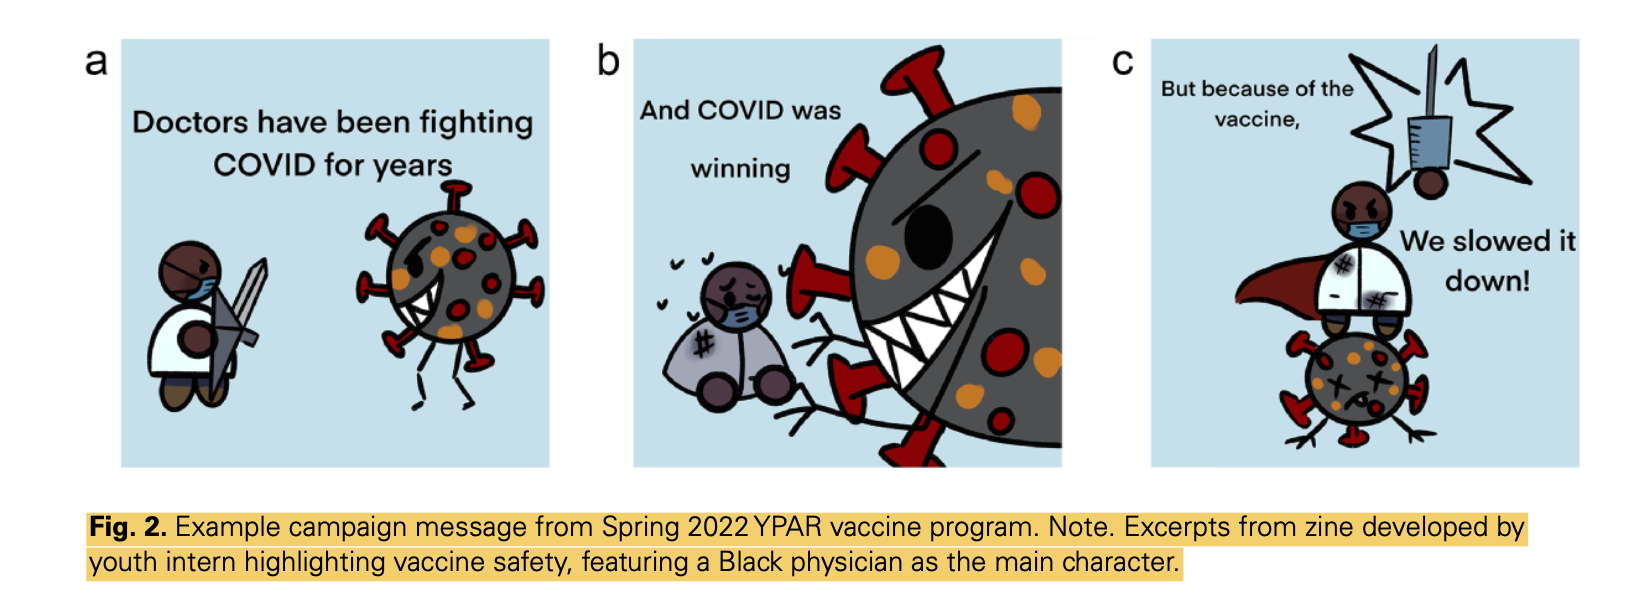 a
Doctors have been fighting
COVID for years
b
And COVID was
winning
c
But because of the
vaccine,
We slowed it
down!
Fig. 2. Example campaign message from Spring 2022 YPAR vaccine program. Note. Excerpts from zine developed by
youth intern highlighting vaccine safety, featuring a Black physician as the main character.